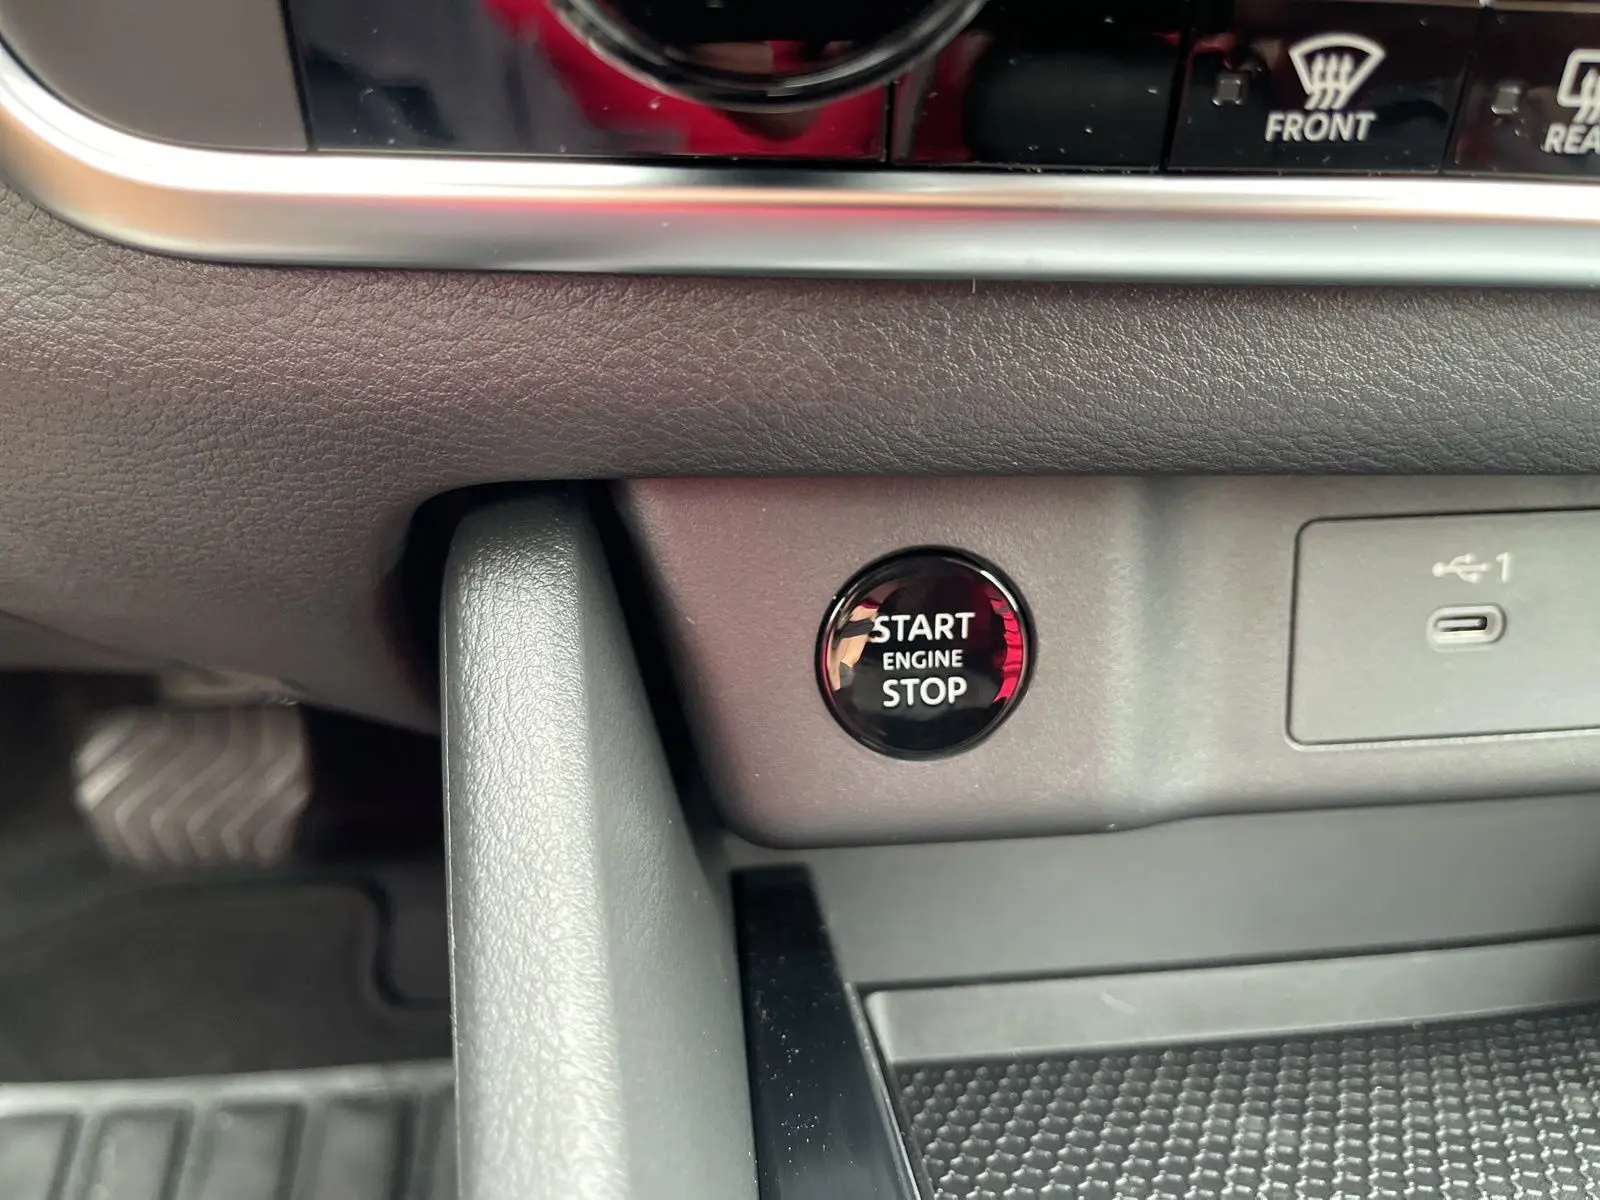 FRONT
START
ENGINE
STOP
1